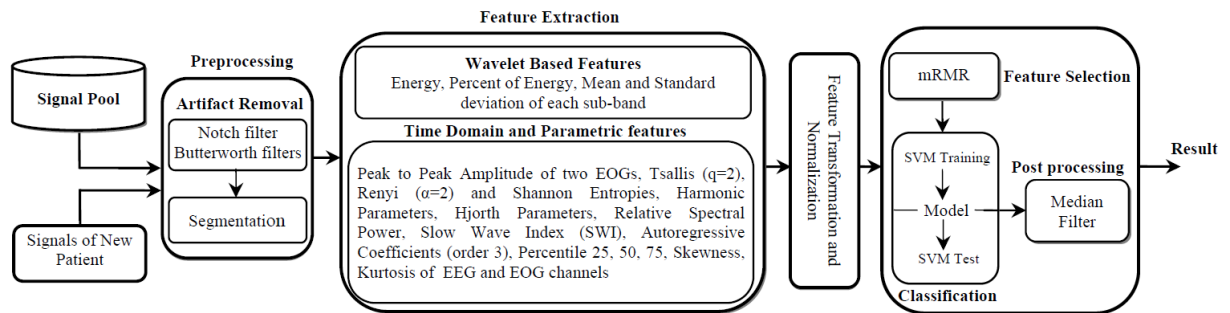 Signal Pool
Signals of New
Patient
Preprocessing
Artifact Removal
Notch filter
Butterworth filters
Segmentation
Feature Extraction
Wavelet Based Features
Energy, Percent of Energy, Mean and Standard
deviation of each sub-band
Time Domain and Parametric features
Peak to Peak Amplitude of two EOGs, Tsallis (q=2),
Renyi (α=2) and Shannon Entropies, Harmonic
Parameters, Hjorth Parameters, Relative Spectral
Power, Slow Wave Index (SWI), Autoregressive
Coefficients (order 3), Percentile 25, 50, 75, Skewness,
Kurtosis of EEG and EOG channels
Feature Transformation and
Normalization
mRMR
Feature Selection
SVM Training
Model
SVM Test
Classification
Post processing
Median
Filter
Result